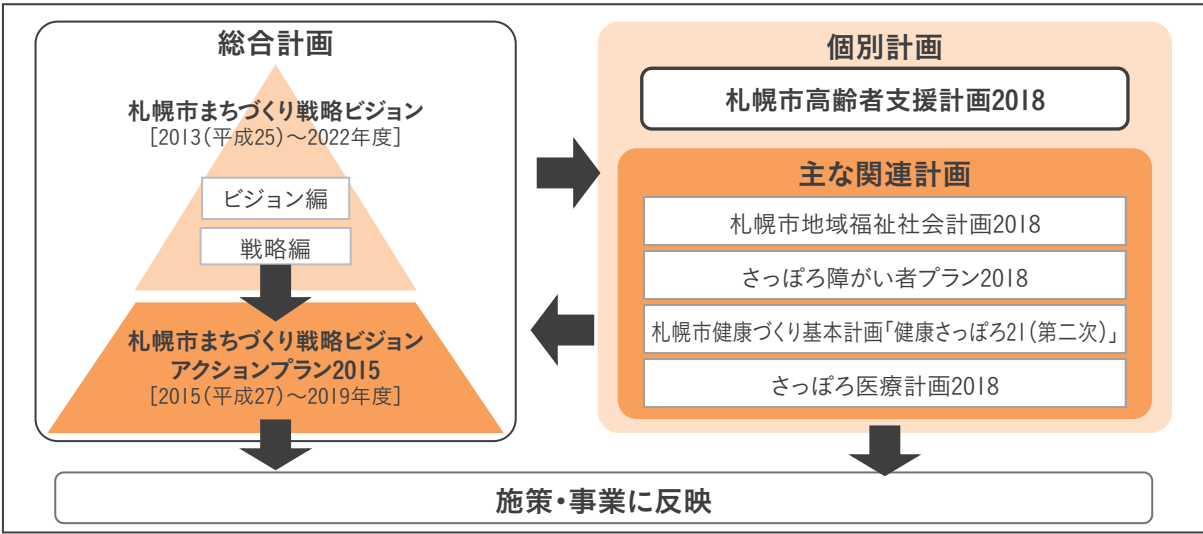 総合計画
札幌市まちづくり戦略ビジョン
[2013(平成25)～2022年度]
ビジョン編
戦略編
札幌市まちづくり戦略ビジョン
アクションプラン2015
[2015(平成27)～2019年度]
個別計画
札幌市高齢者支援計画2018
主な関連計画
札幌市地域福祉社会計画2018
さっぽろ障がい者プラン2018
札幌市健康づくり基本計画「健康さっぽろ21(第二次)」
さっぽろ医療計画2018
施策・事業に反映